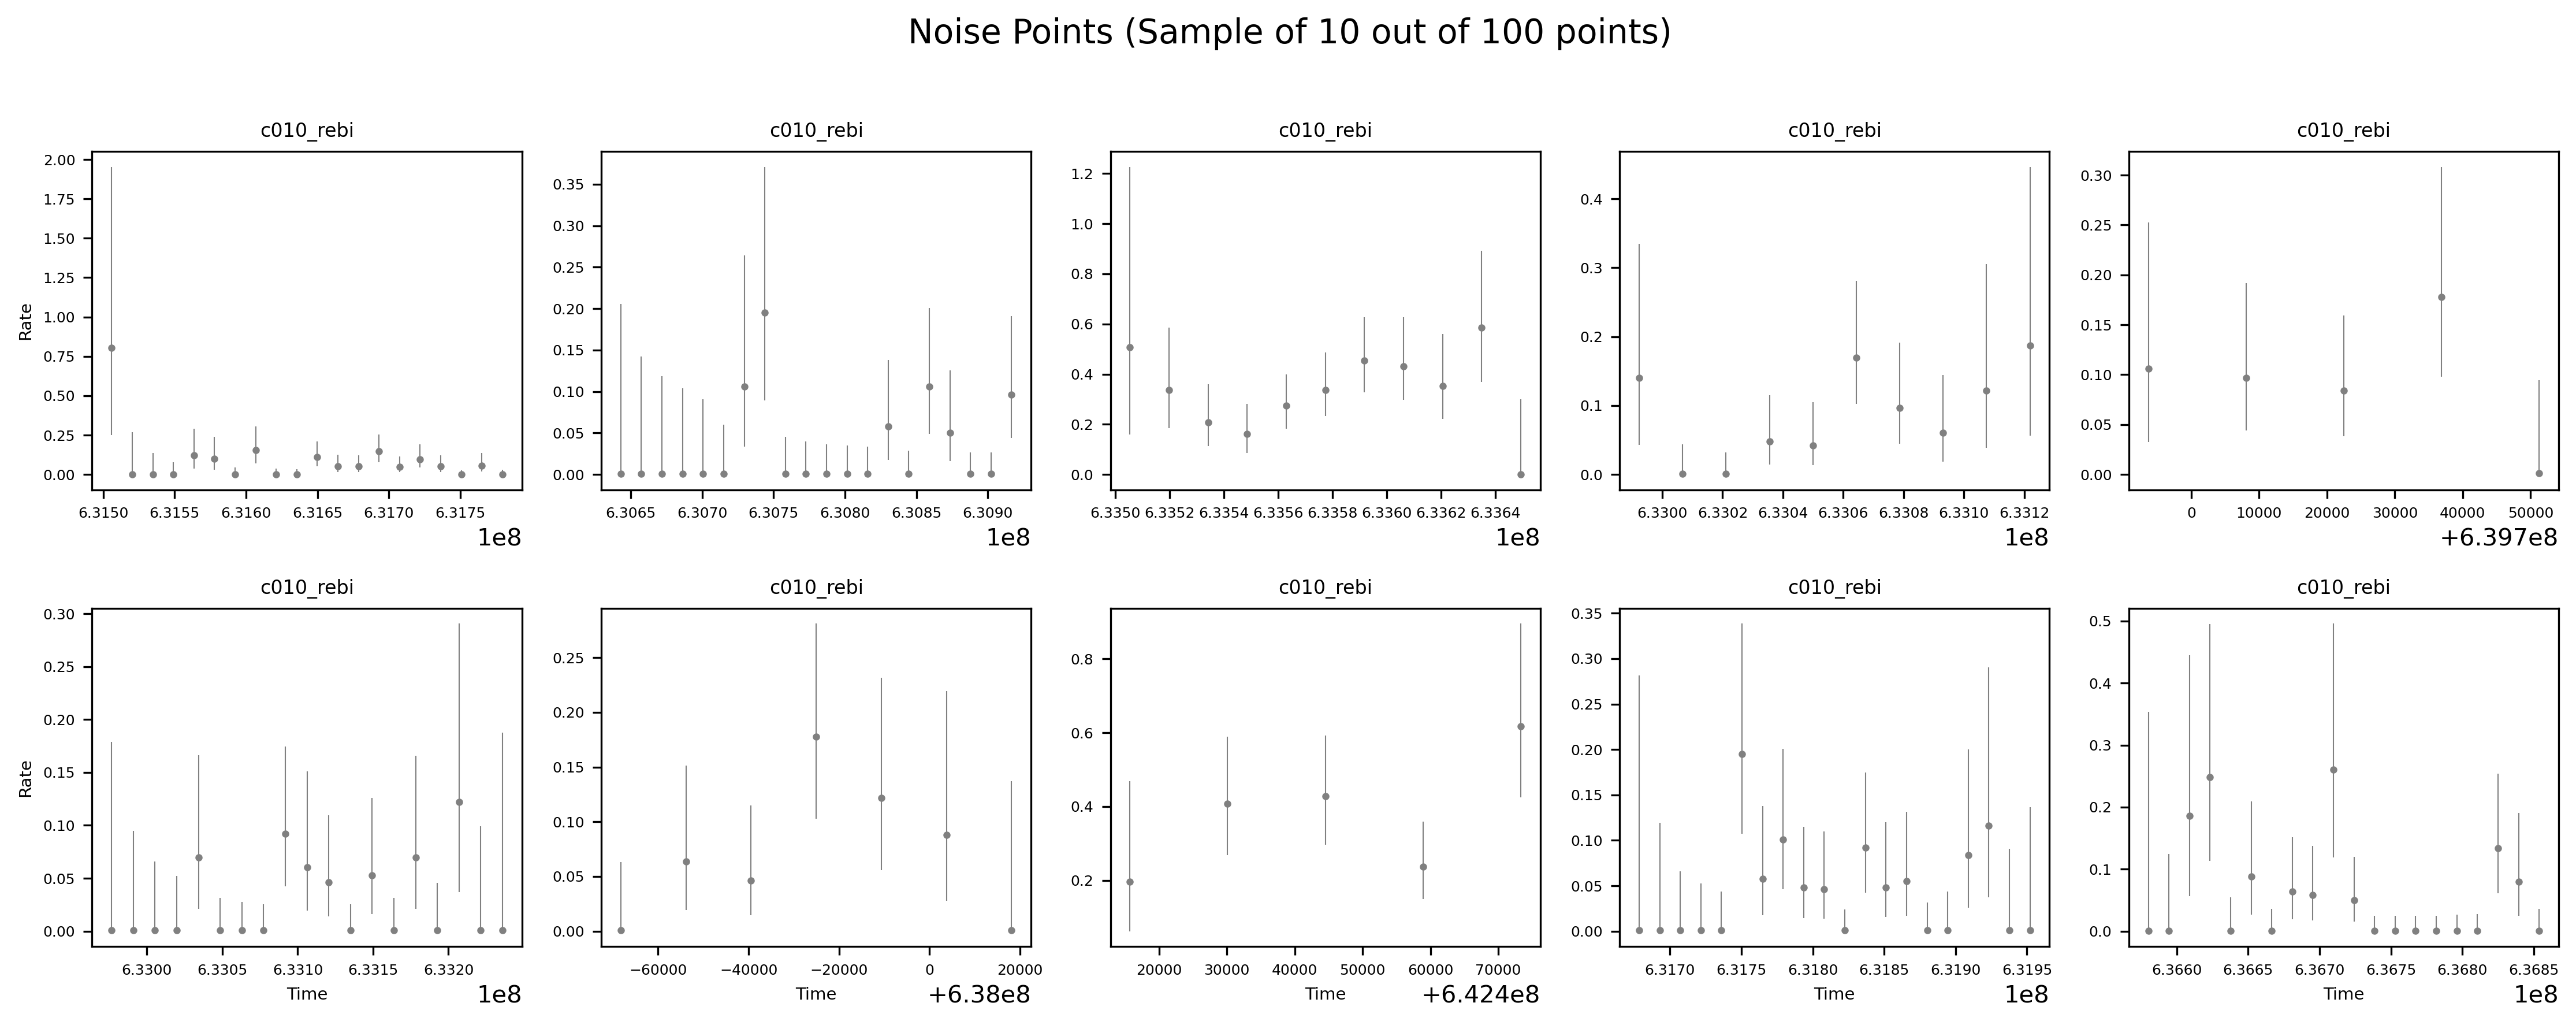 Noise Points (Sample of 10 out of 100 points)
c010_rebi c010_rebi c010_rebi c010_rebi c010_rebi
Rate
2.00
1.75
1.50
1.25
1.00
0.75
0.50
0.25
0.00
6.3150 6.3155 6.3160 6.3165 6.3170 6.3175
1e8
0.35
0.30
0.25
0.20
0.15
0.10
0.05
0.00
6.3065 6.3070 6.3075 6.3080 6.3085 6.3090
1e8
1.2
1.0
0.8
0.6
0.4
0.2
0.0
6.3350 6.3352 6.3354 6.3356 6.3358 6.3360 6.3362 6.3364
1e8
0.4
0.3
0.2
0.1
0.0
6.3300 6.3302 6.3304 6.3306 6.3308 6.3310 6.3312
1e8
0.30
0.25
0.20
0.15
0.10
0.05
0.00
0 10000 20000 30000 40000 50000
+6.397e8
c010_rebi c010_rebi c010_rebi c010_rebi c010_rebi
Rate
0.30
0.25
0.20
0.15
0.10
0.05
0.00
6.3300 6.3305 6.3310 6.3315 6.3320
Time
1e8
0.25
0.20
0.15
0.10
0.05
0.00
−60000 −40000 −20000 0 20000
Time
+6.38e8
0.8
0.6
0.4
0.2
20000 30000 40000 50000 60000 70000
Time
+6.424e8
0.35
0.30
0.25
0.20
0.15
0.10
0.05
0.00
6.3170 6.3175 6.3180 6.3185 6.3190 6.3195
Time
1e8
0.5
0.4
0.3
0.2
0.1
0.0
6.3660 6.3665 6.3670 6.3675 6.3680 6.3685
Time
1e8